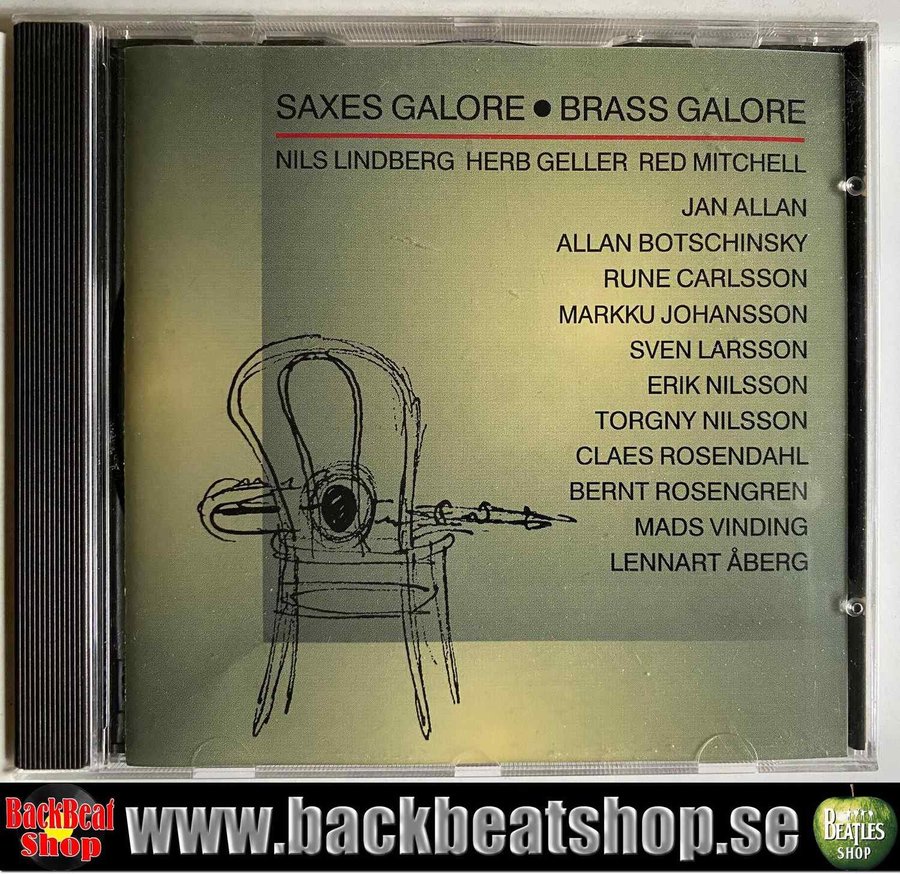 SAXES GALORE ● BRASS GALORE
NILS LINDBERG HERB GELLER RED MITCHELL
JAN ALLAN
ALLAN BOTSCHINSKY
RUNE CARLSSON
MARKKU JOHANSSON
SVEN LARSSON
ERIK NILSSON
TORGNY NILSSON
CLAES ROSENDAHL
BERNT ROSENGREN
MADS VINDING
LENNART ÅBERG
BackBeat
Shop
www.backbeatshop.se
BEATLES
SHOP